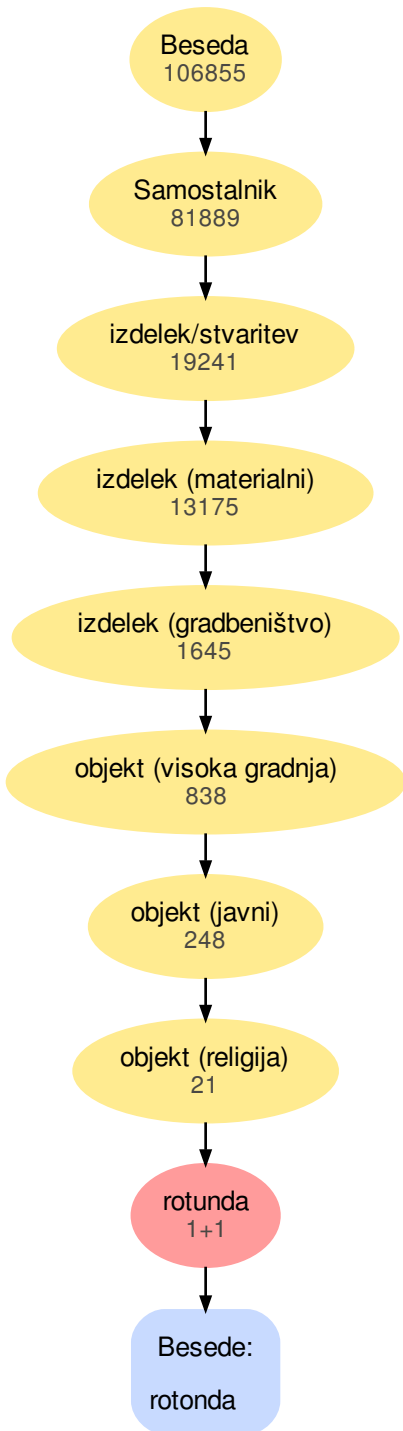 Beseda
106855
Samostalnik
81889
izdelek/stvaritev
19241
izdelek (materialni)
13175
izdelek (gradbeništvo)
1645
objekt (visoka gradnja)
838
objekt (javni)
248
objekt (religija)
21
rotunda
1+1
Besede:
rotonda